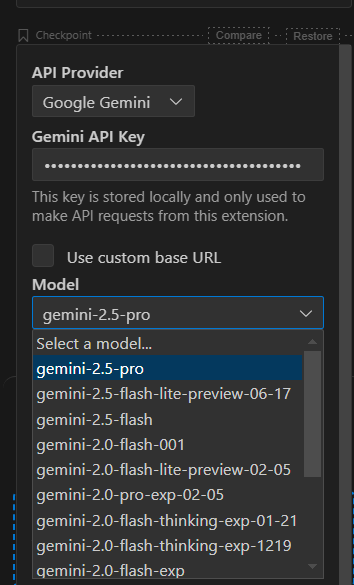 Checkpoint Compare Restore
API Provider
Google Gemini
Gemini API Key
••••••••••••••••••••••••••••••••••••••
This key is stored locally and only used to
make API requests from this extension.
Use custom base URL
Model
gemini-2.5-pro
Select a model...
gemini-2.5-pro
gemini-2.5-flash-lite-preview-06-17
gemini-2.5-flash
gemini-2.0-flash-001
gemini-2.0-flash-lite-preview-02-05
gemini-2.0-pro-exp-02-05
gemini-2.0-flash-thinking-exp-01-21
gemini-2.0-flash-thinking-exp-1219
gemini-2.0-flash-exp